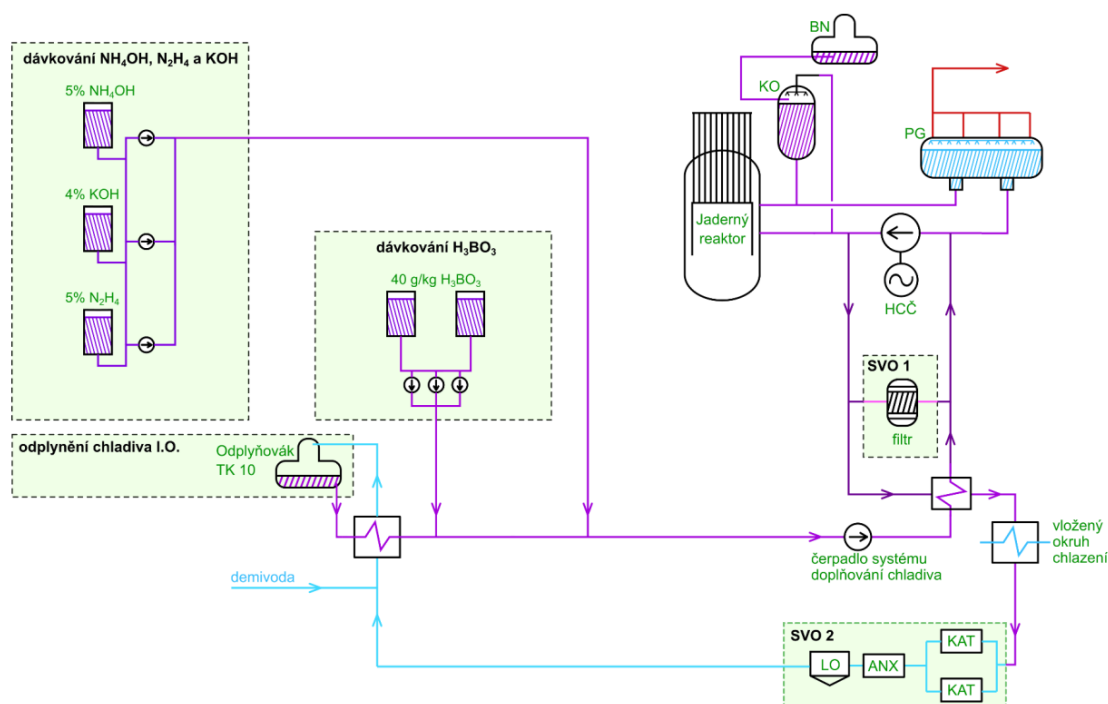 dávkování NH₄OH, N₂H₄ a KOH
5% NH₄OH
4% KOH
5% N₂H₄
dávkování H₃BO₃
40 g/kg H₃BO₃
odplynění chladiva I.O.
Odplyňovák
TK 10
demivoda
BN
KO
PG
Jaderný
reaktor
HCČ
SVO 1
filtr
čerpadlo systému
doplňování chladiva
vložený
okruh
chlazení
SVO 2
LO
ANX
KAT
KAT